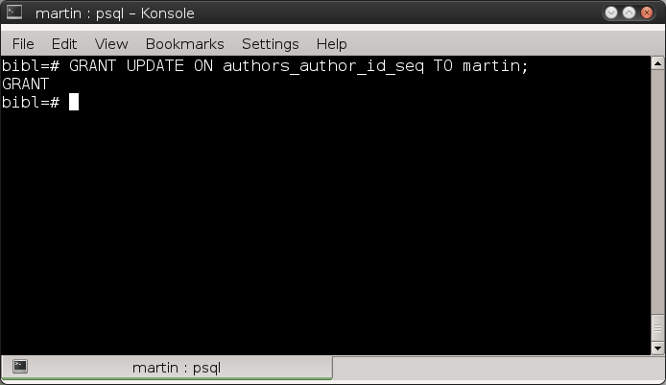 martin : psql – Konsole
File Edit View Bookmarks Settings Help
bibl=# GRANT UPDATE ON authors_author_id_seq TO martin;
GRANT
bibl=#
martin : psql